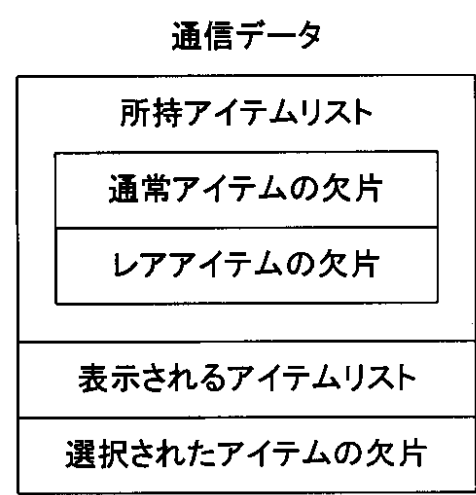 通信データ
所持アイテムリスト
通常アイテムの欠片
レアアイテムの欠片
表示されるアイテムリスト
選択されたアイテムの欠片